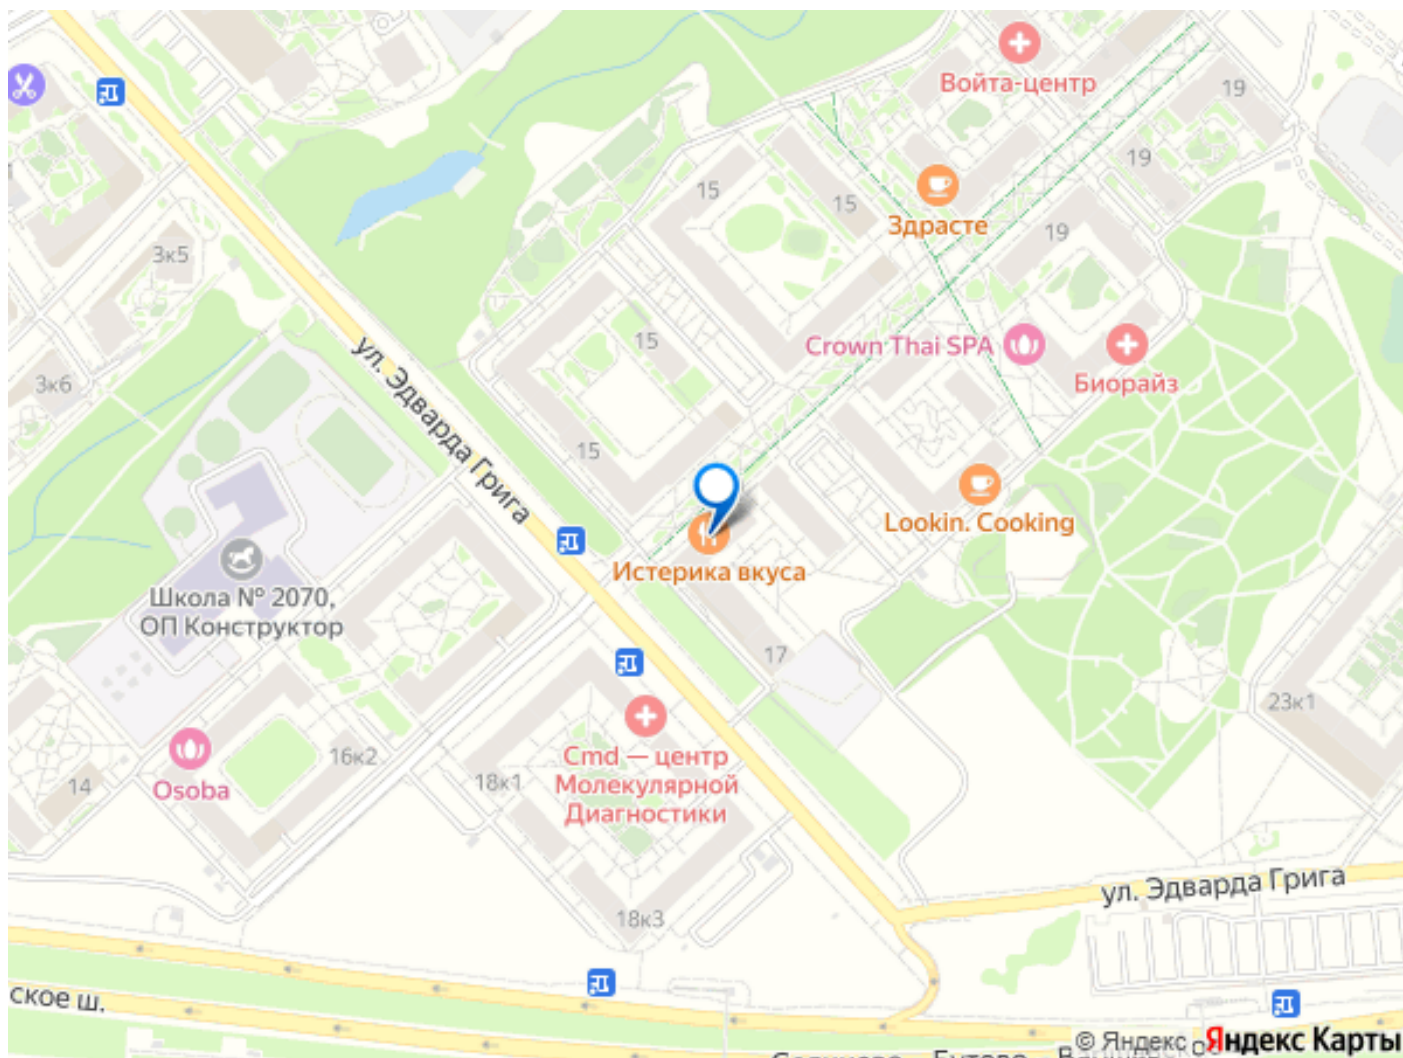 Войта-центр
19
19
15
15
Здрасте
19
3к5
15
Crown Thai SPA
Биорайз
3к6
ул. Эдварда Грига
15
Lookin. Cooking
Истерика вкуса
Школа № 2070,
ОП Конструктор
17
23к1
16к2
Cmd — центр
Молекулярной
Диагностики
18к1
14
Osoba
ул. Эдварда Грига
18к3
ское ш.
© Яндекс
Яндекс Карты